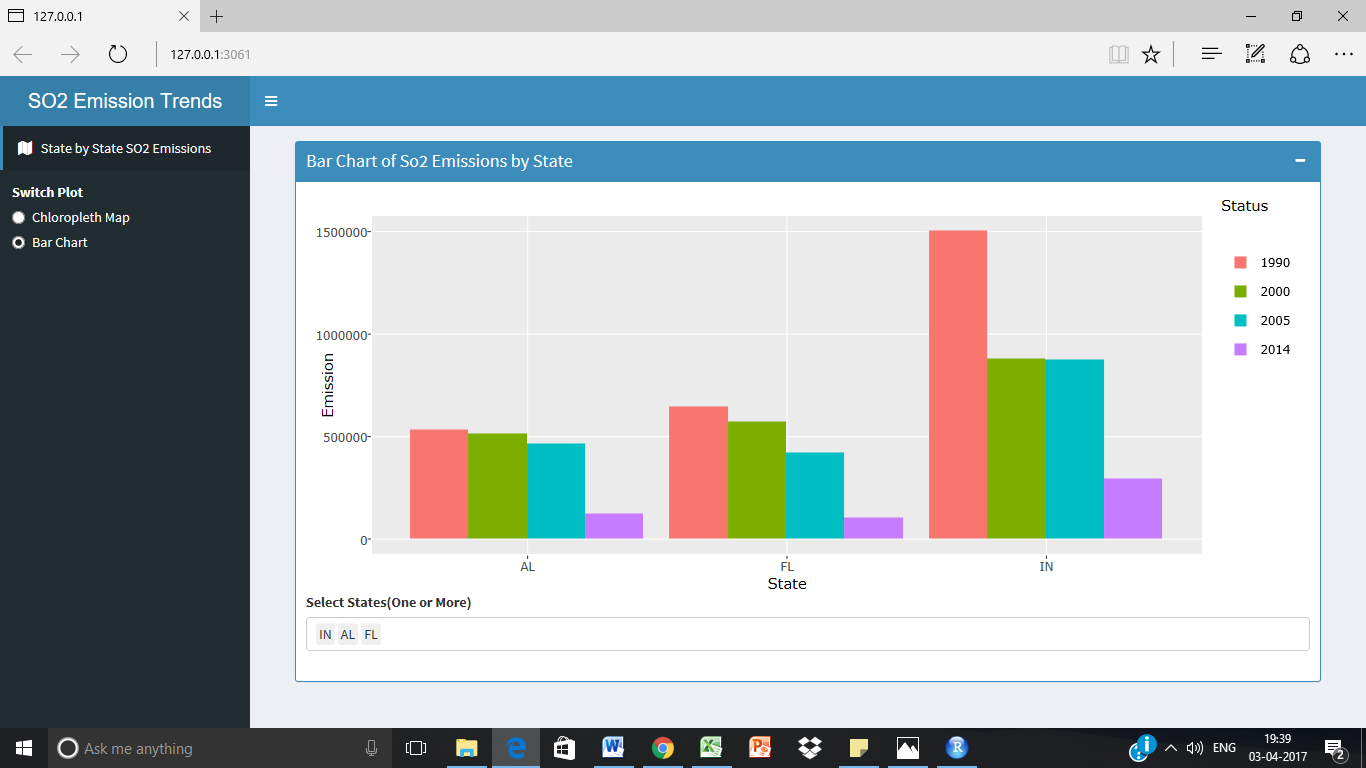 127.0.0.1
127.0.0.1:3061
SO2 Emission Trends
State by State SO2 Emissions
Switch Plot
Chloropleth Map
Bar Chart
Bar Chart of So2 Emissions by State
Status
1990
2000
2005
2014
1500000
1000000
500000
0
Emission
AL FL IN
State
Select States(One or More)
IN AL FL
Ask me anything
ENG
19:39
03-04-2017
2